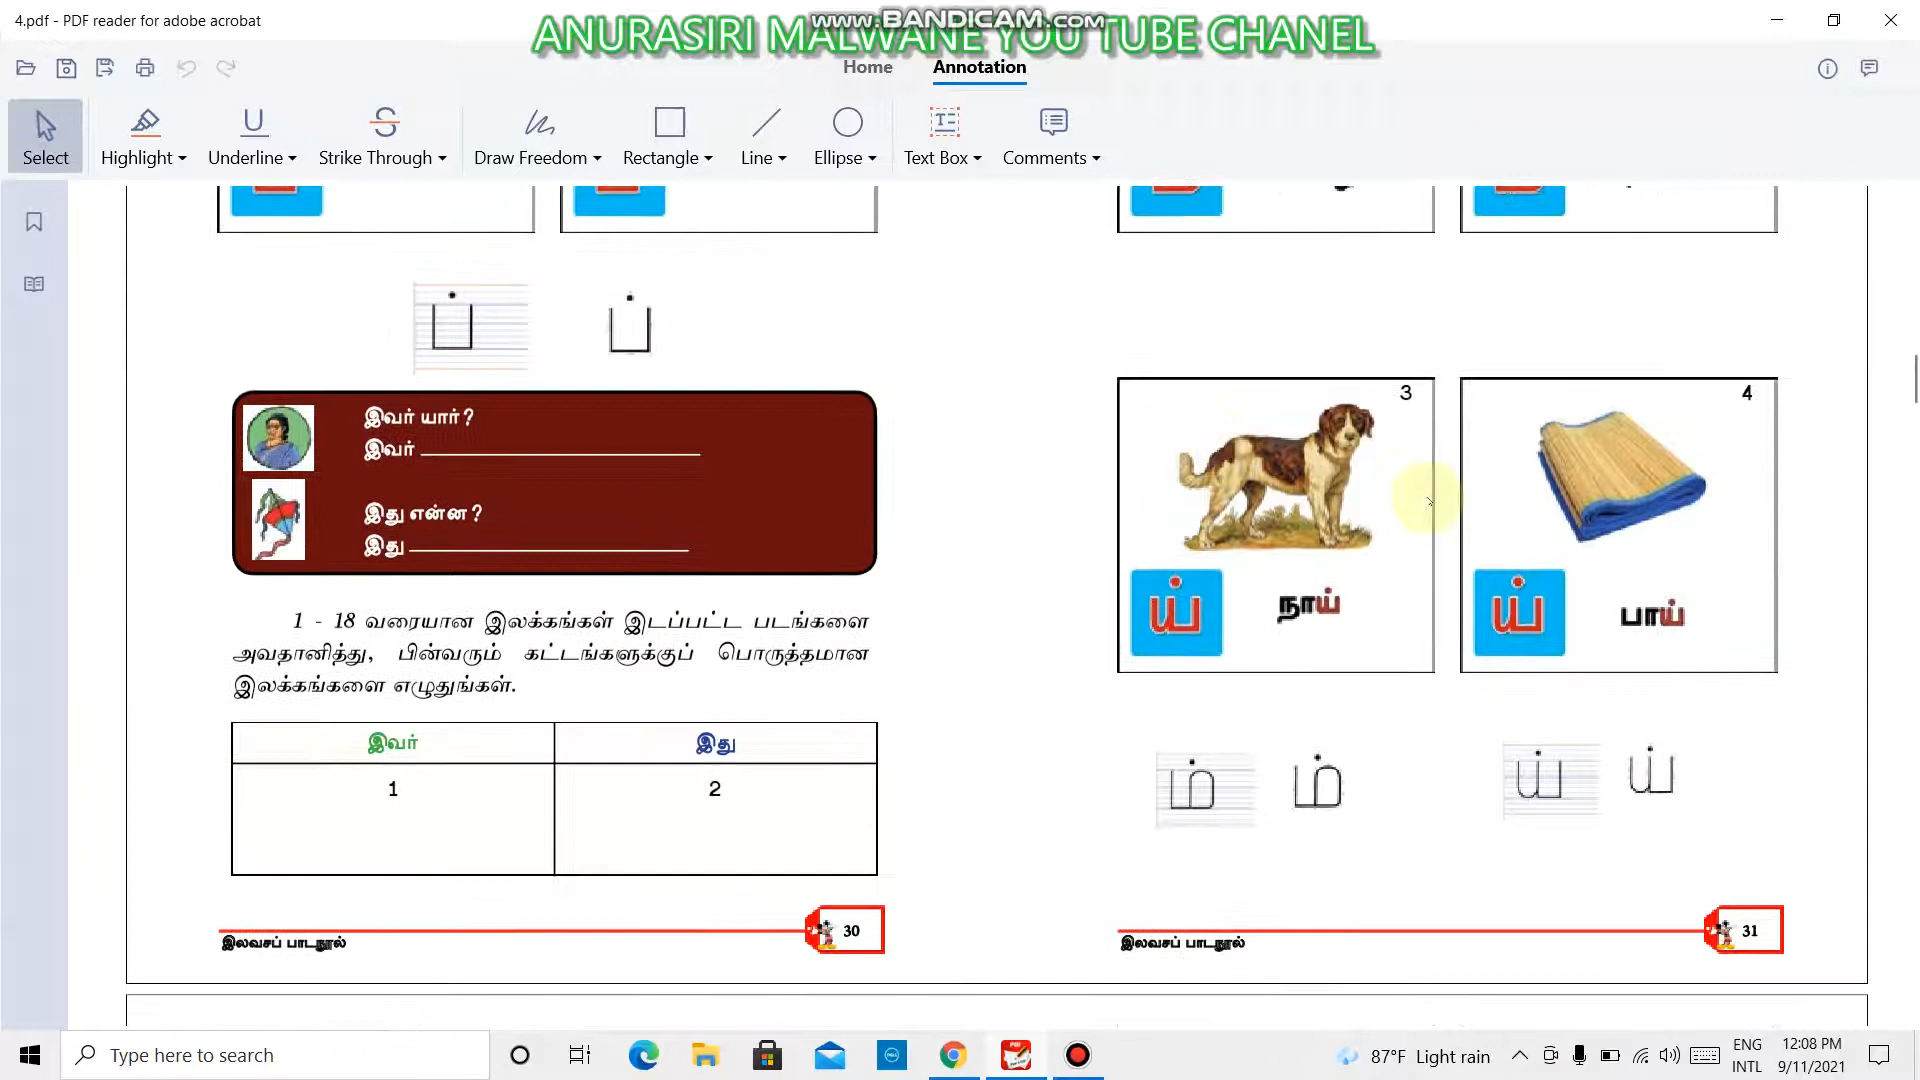 4.pdf - PDF reader for adobe acrobat
www.BANDICAM.com
ANURASIRI MALWANE YOU TUBE CHANEL
Home
Annotation
Select
Highlight
Underline
Strike Through
Draw Freedom
Rectangle
Line
Ellipse
Text Box
Comments
ப் ப்
இவர் யார்?
இவர்
இது என்ன?
இது
1 - 18 வரையான இலக்கங்கள் இடப்பட்ட படங்களை
அவதானித்து, பின்வரும் கட்டங்களுக்குப் பொருத்தமான
இலக்கங்களை எழுதுங்கள்.
இவர் இது
1 2
இலவசப் பாடநூல் 30
3
ய் நாய்
4
ய் பாய்
ம் ம் ய் ய்
இலவசப் பாடநூல் 31
Type here to search
87°F Light rain
ENG
INTL
12:08 PM
9/11/2021